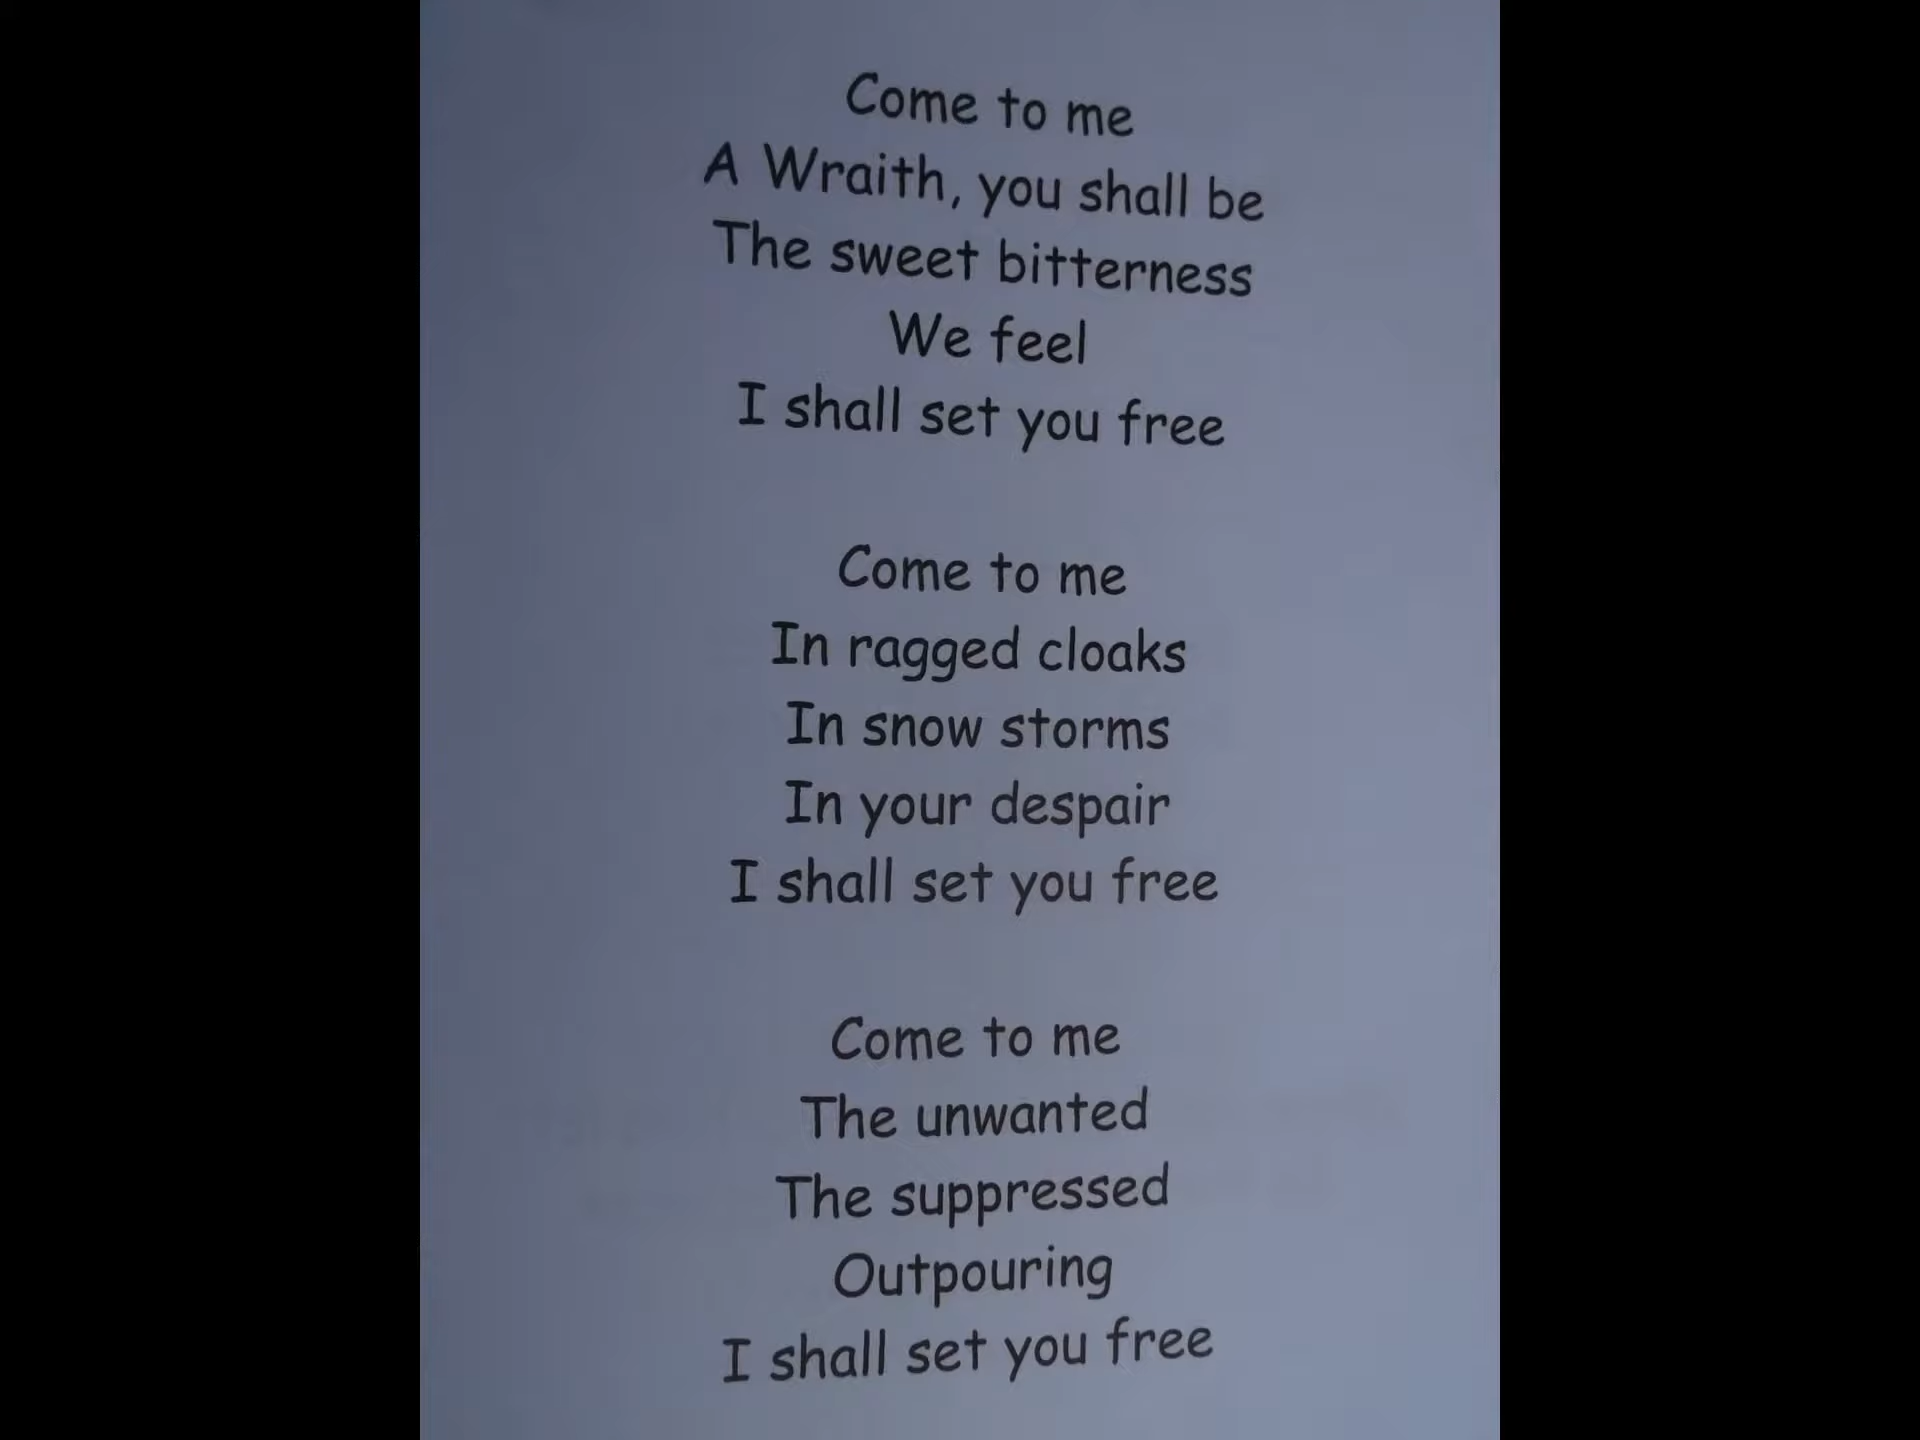 Come to me
A Wraith, you shall be
The sweet bitterness
We feel
I shall set you free
Come to me
In ragged cloaks
In snow storms
In your despair
I shall set you free
Come to me
The unwanted
The suppressed
Outpouring
I shall set you free